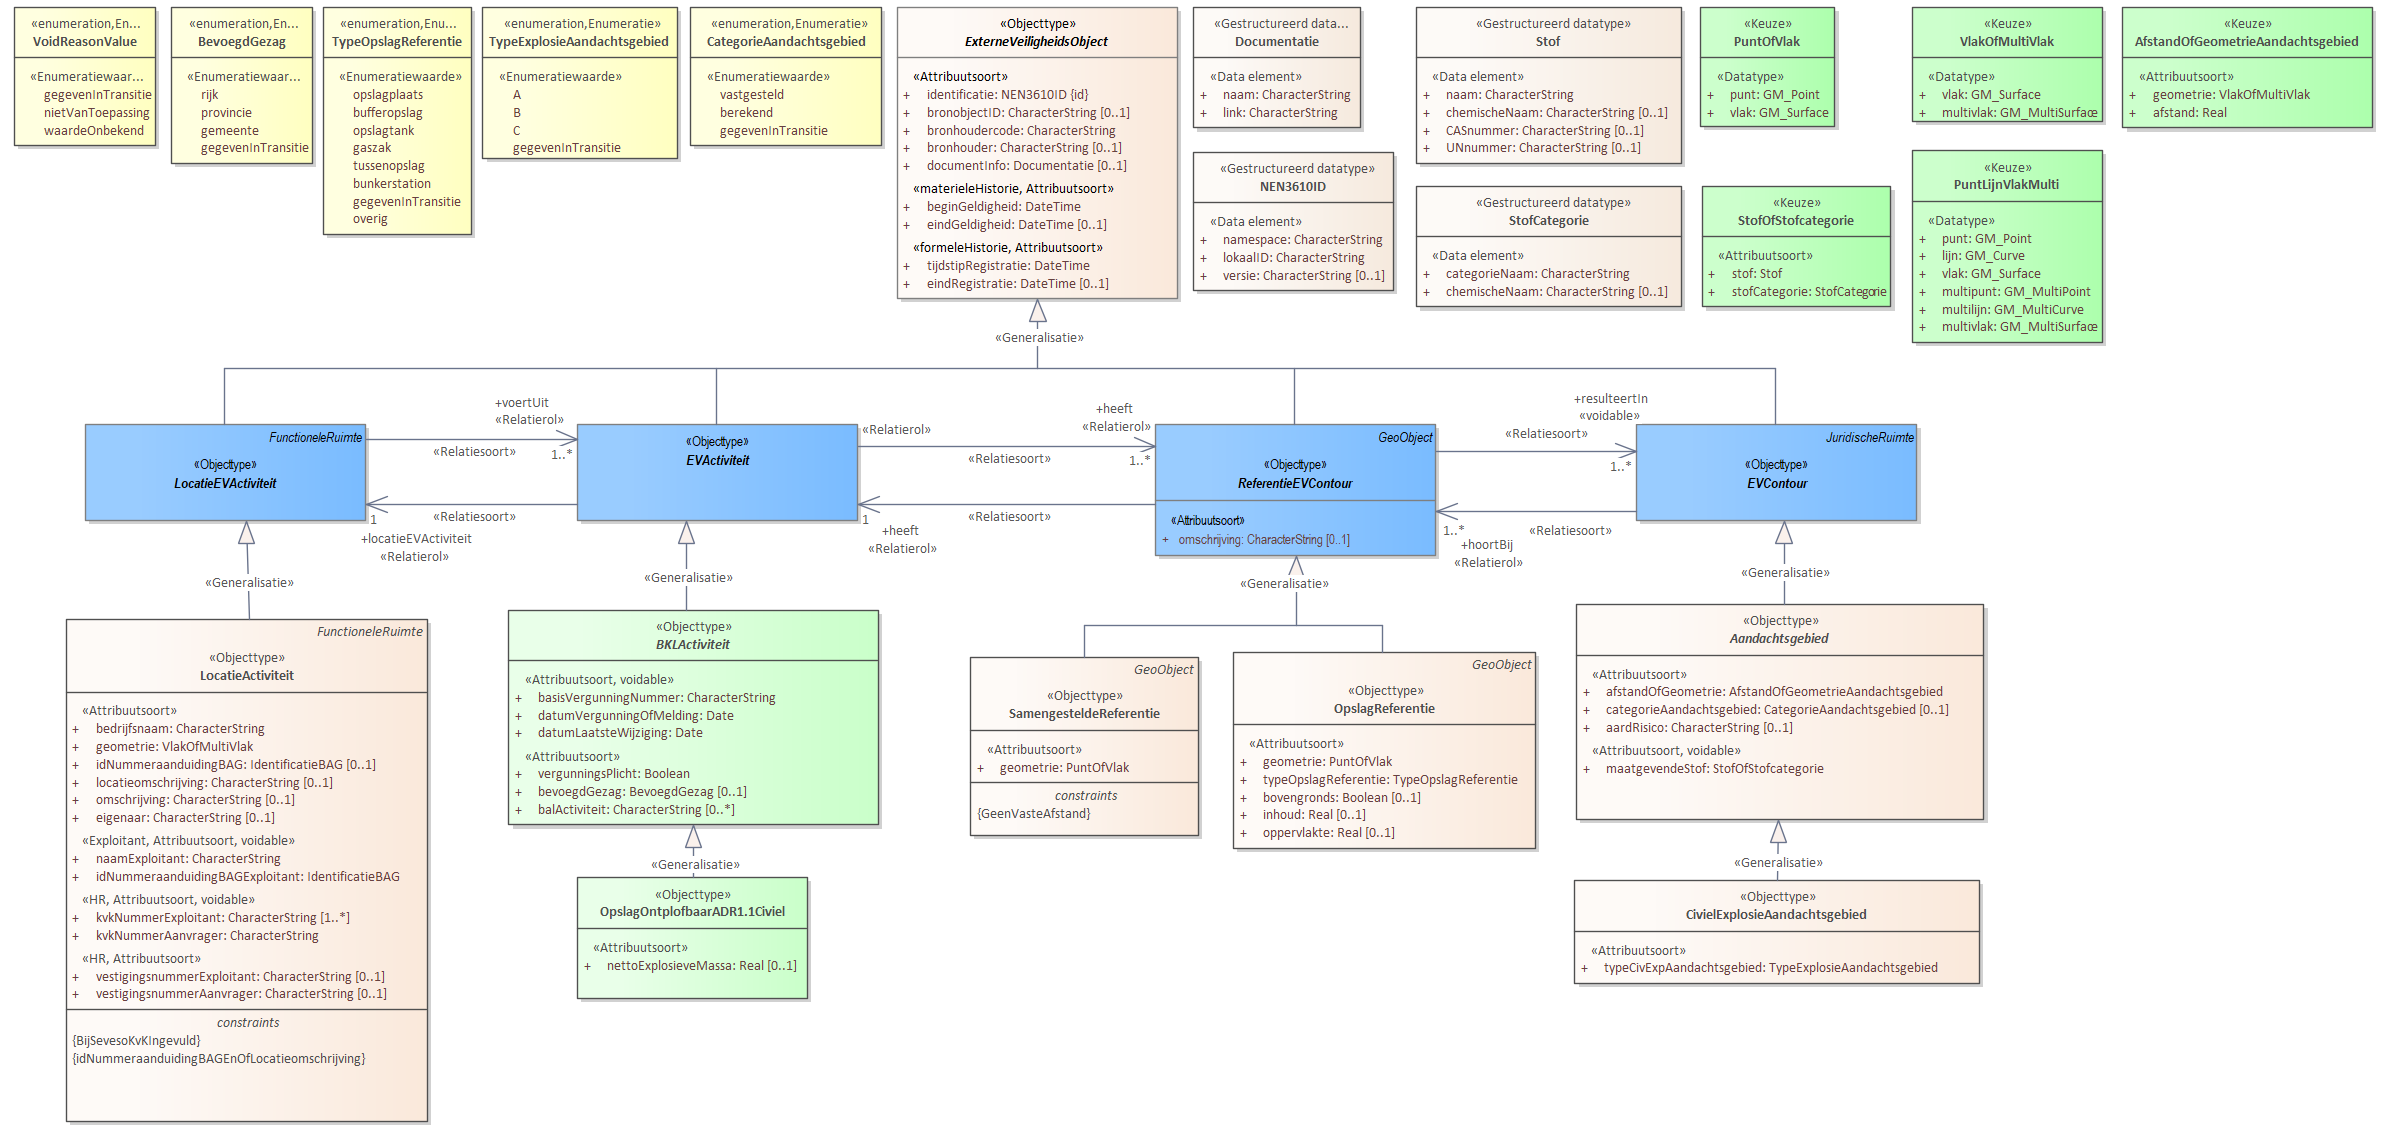 «enumeration,En...
VoidReasonValue
«Enumeratiewaar...
gegevenInTransitie
nietVanToepassing
waardeOnbekend
«enumeration,En...
BevoegdGezag
«Enumeratiewaar...
rijk
provincie
gemeente
gegevenInTransitie
«enumeration,Enu...
TypeOpslagReferentie
«Enumeratiewaarde»
opslagplaats
bufferopslag
opslagtank
gaszak
tussenopslag
bunkerstation
gegevenInTransitie
overig
«enumeration,Enumeratie»
TypeExplosieAandachtsgebied
«Enumeratiewaarde»
A
B
C
gegevenInTransitie
«enumeration,Enumeratie»
CategorieAandachtsgebied
«Enumeratiewaarde»
vastgesteld
berekend
gegevenInTransitie
«Objecttype»
ExterneVeiligheidsObject
«Attribuutsoort»
+ identificatie: NEN3610ID {id}
+ bronobjectID: CharacterString [0..1]
+ bronhoudercode: CharacterString
+ bronhouder: CharacterString [0..1]
+ documentInfo: Documentatie [0..1]
«materieleHistorie, Attribuutsoort»
+ beginGeldigheid: DateTime
+ eindGeldigheid: DateTime [0..1]
«formeleHistorie, Attribuutsoort»
+ tijdstipRegistratie: DateTime
+ eindRegistratie: DateTime [0..1]
«Gestructureerd data...
Documentatie
«Data element»
+ naam: CharacterString
+ link: CharacterString
«Gestructureerd datatype»
NEN3610ID
«Data element»
+ namespace: CharacterString
+ lokaalID: CharacterString
+ versie: CharacterString [0..1]
«Gestructureerd datatype»
Stof
«Data element»
+ naam: CharacterString
+ chemischeNaam: CharacterString [0..1]
+ CASnummer: CharacterString [0..1]
+ UNnummer: CharacterString [0..1]
«Gestructureerd datatype»
StofCategorie
«Data element»
+ categorieNaam: CharacterString
+ chemischeNaam: CharacterString [0..1]
«Keuze»
PuntOfVlak
«Datatype»
+ punt: GM_Point
+ vlak: GM_Surface
«Keuze»
StofOfStofcategorie
«Attribuutsoort»
+ stof: Stof
+ stofCategorie: StofCategorie
«Keuze»
VlakOfMultiVlak
«Datatype»
+ vlak: GM_Surface
+ multivlak: GM_MultiSurface
«Keuze»
PuntLijnVlakMulti
«Datatype»
+ punt: GM_Point
+ lijn: GM_Curve
+ vlak: GM_Surface
+ multipunt: GM_MultiPoint
+ multilijn: GM_MultiCurve
+ multivlak: GM_MultiSurface
«Keuze»
AfstandOfGeometrieAandachtsgebied
«Attribuutsoort»
+ geometrie: VlakOfMultiVlak
+ afstand: Real
«Generalisatie»
FunctioneleRuimte
«Objecttype»
LocatieEVActiviteit
+voertUit
«Relatierol»
«Relatiesoort»
1..*
«Relatiesoort»
1
+locatieEVActiviteit
«Relatierol»
«Objecttype»
EVActiviteit
«Relatierol»
+heeft
«Relatierol»
«Relatiesoort»
1..*
«Relatiesoort»
1
+heeft
«Relatierol»
GeoObject
«Objecttype»
ReferentieEVContour
«Attribuutsoort»
+ omschrijving: CharacterString [0..1]
+resulteertIn
«voidable»
«Relatiesoort»
1..*
«Relatiesoort»
1..*
+hoortBij
«Relatierol»
JuridischeRuimte
«Objecttype»
EVContour
«Generalisatie»
«Generalisatie»
«Generalisatie»
«Generalisatie»
FunctioneleRuimte
«Objecttype»
LocatieActiviteit
«Attribuutsoort»
+ bedrijfsnaam: CharacterString
+ geometrie: VlakOfMultiVlak
+ idNummeraanduidingBAG: IdentificatieBAG [0..1]
+ locatieomschrijving: CharacterString [0..1]
+ omschrijving: CharacterString [0..1]
+ eigenaar: CharacterString [0..1]
«Exploitant, Attribuutsoort, voidable»
+ naamExploitant: CharacterString
+ idNummeraanduidingBAGExploitant: IdentificatieBAG
«HR, Attribuutsoort, voidable»
+ kvkNummerExploitant: CharacterString [1..*]
+ kvkNummerAanvrager: CharacterString
«HR, Attribuutsoort»
+ vestigingsnummerExploitant: CharacterString [0..1]
+ vestigingsnummerAanvrager: CharacterString [0..1]
constraints
{BijSevesoKvKIngevuld}
{idNummeraanduidingBAGEnOfLocatieomschrijving}
«Objecttype»
BKLActiviteit
«Attribuutsoort, voidable»
+ basisVergunningNummer: CharacterString
+ datumVergunningOfMelding: Date
+ datumLaatsteWijziging: Date
«Attribuutsoort»
+ vergunningsPlicht: Boolean
+ bevoegdGezag: BevoegdGezag [0..1]
+ balActiviteit: CharacterString [0..*]
«Generalisatie»
«Objecttype»
OpslagOntplofbaarADR1.1Civiel
«Attribuutsoort»
+ nettoExplosieveMassa: Real [0..1]
GeoObject
«Objecttype»
SamengesteldeReferentie
«Attribuutsoort»
+ geometrie: PuntOfVlak
constraints
{GeenVasteAfstand}
GeoObject
«Objecttype»
OpslagReferentie
«Attribuutsoort»
+ geometrie: PuntOfVlak
+ typeOpslagReferentie: TypeOpslagReferentie
+ bovengronds: Boolean [0..1]
+ inhoud: Real [0..1]
+ oppervlakte: Real [0..1]
«Objecttype»
Aandachtsgebied
«Attribuutsoort»
+ afstandOfGeometrie: AfstandOfGeometrieAandachtsgebied
+ categorieAandachtsgebied: CategorieAandachtsgebied [0..1]
+ aardRisico: CharacterString [0..1]
«Attribuutsoort, voidable»
+ maatgevendeStof: StofOfStofcategorie
«Generalisatie»
«Objecttype»
CivielExplosieAandachtsgebied
«Attribuutsoort»
+ typeCivExpAandachtsgebied: TypeExplosieAandachtsgebied